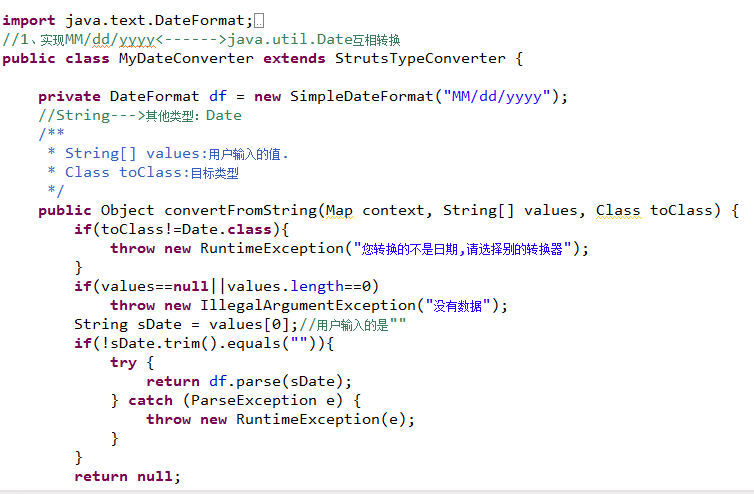 import java.text.DateFormat;
//1、实现MM/dd/yyyy<------>java.util.Date互相转换
public class MyDateConverter extends StrutsTypeConverter {
private DateFormat df = new SimpleDateFormat("MM/dd/yyyy");
//String--->其他类型：Date
/**
* String[] values:用户输入的值.
* Class toClass:目标类型
*/
public Object convertFromString(Map context, String[] values, Class toClass) {
if(toClass!=Date.class){
throw new RuntimeException("您转换的不是日期,请选择别的转换器");
}
if(values==null||values.length==0)
throw new IllegalArgumentException("没有数据");
String sDate = values[0];//用户输入的是""
if(!sDate.trim().equals("")){
try {
return df.parse(sDate);
} catch (ParseException e) {
throw new RuntimeException(e);
}
}
return null;